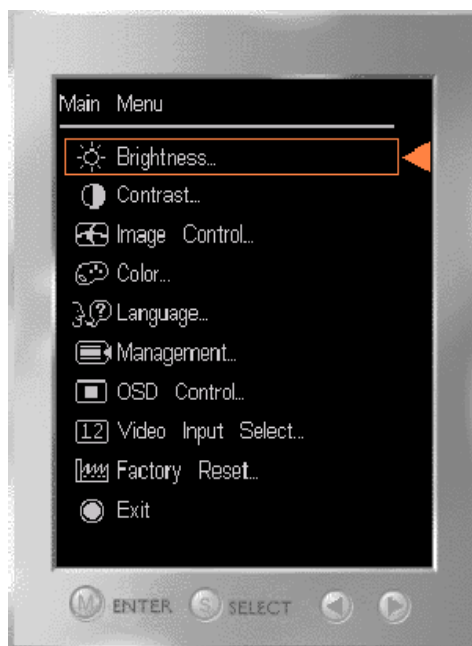 Main Menu
Brightness...
Contrast...
Image Control...
Color...
Language...
Management...
OSD Control...
12 Video Input Select...
Factory Reset...
Exit
M ENTER S SELECT